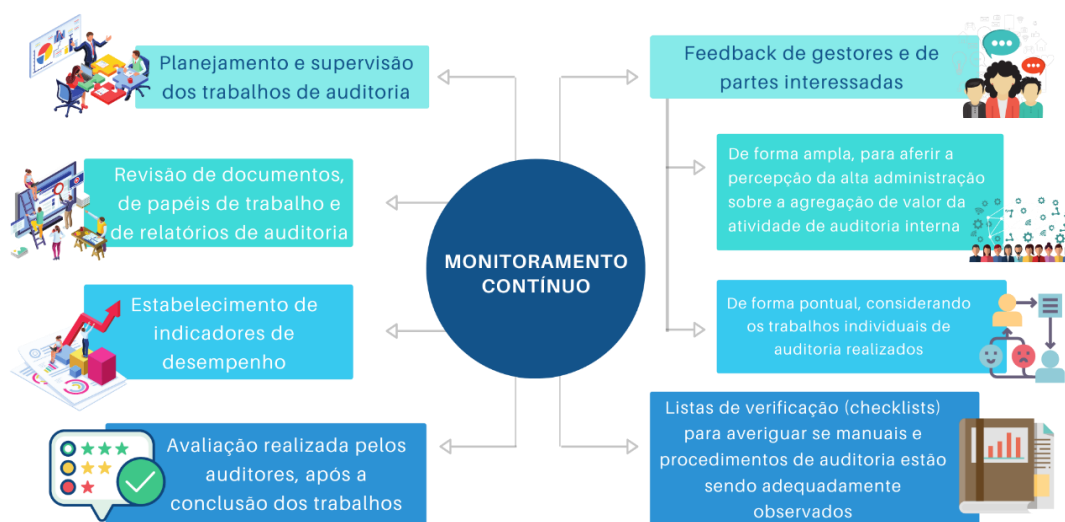 Planejamento e supervisão
dos trabalhos de auditoria
Revisão de documentos,
de papéis de trabalho e
de relatórios de auditoria
Estabelecimento de
indicadores de
desempenho
Avaliação realizada pelos
auditores, após a
conclusão dos trabalhos
MONITORAMENTO
CONTÍNUO
Feedback de gestores e de
partes interessadas
De forma ampla, para aferir a
percepção da alta administração
sobre a agregação de valor da
atividade de auditoria interna
De forma pontual, considerando
os trabalhos individuais de
auditoria realizados
Listas de verificação (checklists)
para averiguar se manuais e
procedimentos de auditoria estão
sendo adequadamente
observados